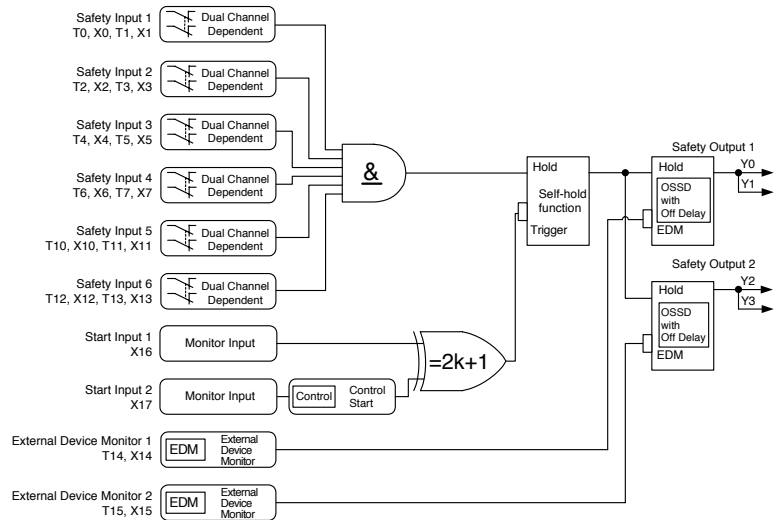 Safety Input 1
T0, X0, T1, X1
Dual Channel
Dependent
Safety Input 2
T2, X2, T3, X3
Dual Channel
Dependent
Safety Input 3
T4, X4, T5, X5
Dual Channel
Dependent
Safety Input 4
T6, X6, T7, X7
Dual Channel
Dependent
Safety Input 5
T10, X10, T11, X11
Dual Channel
Dependent
Safety Input 6
T12, X12, T13, X13
Dual Channel
Dependent
&
Hold
Self-hold
function
Trigger
Safety Output 1
Hold
OSSD
with
Off Delay
EDM
Y0
Y1
Safety Output 2
Hold
OSSD
with
Off Delay
EDM
Y2
Y3
Start Input 1
X16
Monitor Input
=2k+1
Start Input 2
X17
Monitor Input
Control
Control
Start
External Device Monitor 1
T14, X14
EDM
External
Device
Monitor
External Device Monitor 2
T15, X15
EDM
External
Device
Monitor